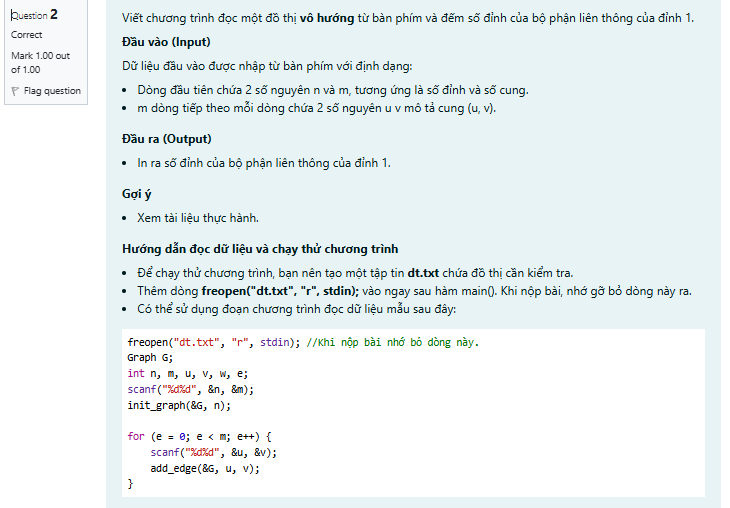 Question 2
Correct
Mark 1.00 out
of 1.00
Flag question
Viết chương trình đọc một đồ thị vô hướng từ bàn phím và đếm số đỉnh của bộ phận liên thông của đỉnh 1.
Đầu vào (Input)
Dữ liệu đầu vào được nhập từ bàn phím với định dạng:
• Dòng đầu tiên chứa 2 số nguyên n và m, tương ứng là số đỉnh và số cung.
• m dòng tiếp theo mỗi dòng chứa 2 số nguyên u v mô tả cung (u, v).
Đầu ra (Output)
• In ra số đỉnh của bộ phận liên thông của đỉnh 1.
Gợi ý
• Xem tài liệu thực hành.
Hướng dẫn đọc dữ liệu và chạy thử chương trình
• Để chạy thử chương trình, bạn nên tạo một tập tin dt.txt chứa đồ thị cần kiểm tra.
• Thêm dòng freopen("dt.txt", "r", stdin); vào ngay sau hàm main(). Khi nộp bài, nhớ gỡ bỏ dòng này ra.
• Có thể sử dụng đoạn chương trình đọc dữ liệu mẫu sau đây:
freopen("dt.txt", "r", stdin); //Khi nộp bài nhớ bỏ dòng này.
Graph G;
int n, m, u, v, w, e;
scanf("%d%d", &n, &m);
init_graph(&G, n);
for (e = 0; e < m; e++) {
scanf("%d%d", &u, &v);
add_edge(&G, u, v);
}